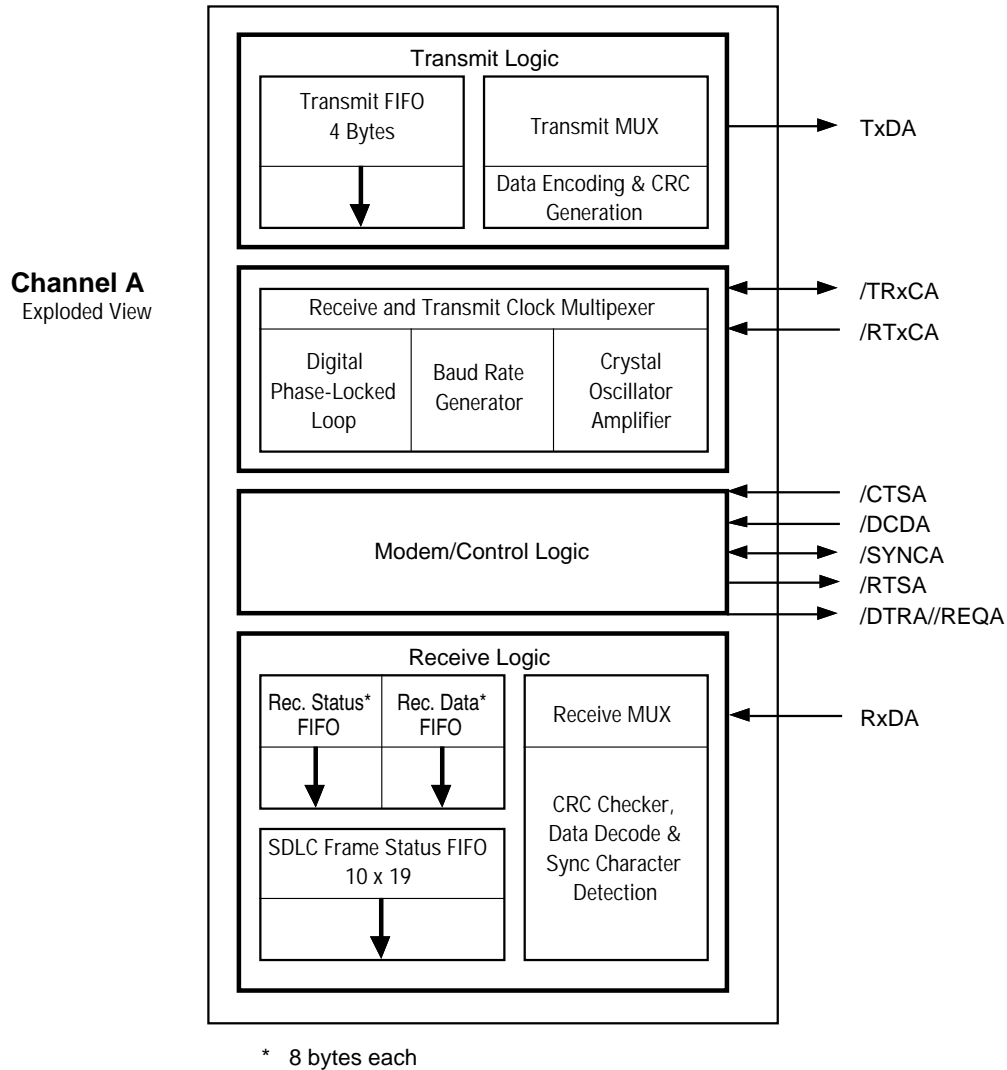 Transmit Logic
Transmit FIFO
4 Bytes
Transmit MUX
Data Encoding & CRC
Generation
TxDA
Channel A
Exploded View
Receive and Transmit Clock Multipexer
Digital
Phase-Locked
Loop
Baud Rate
Generator
Crystal
Oscillator
Amplifier
/TRxCA
/RTxCA
Modem/Control Logic
/CTSA
/DCDA
/SYNCA
/RTSA
/DTRA//REQA
Receive Logic
Rec. Status*
FIFO
Rec. Data*
FIFO
Receive MUX
RxDA
SDLC Frame Status FIFO
10 x 19
CRC Checker,
Data Decode &
Sync Character
Detection
* 8 bytes each